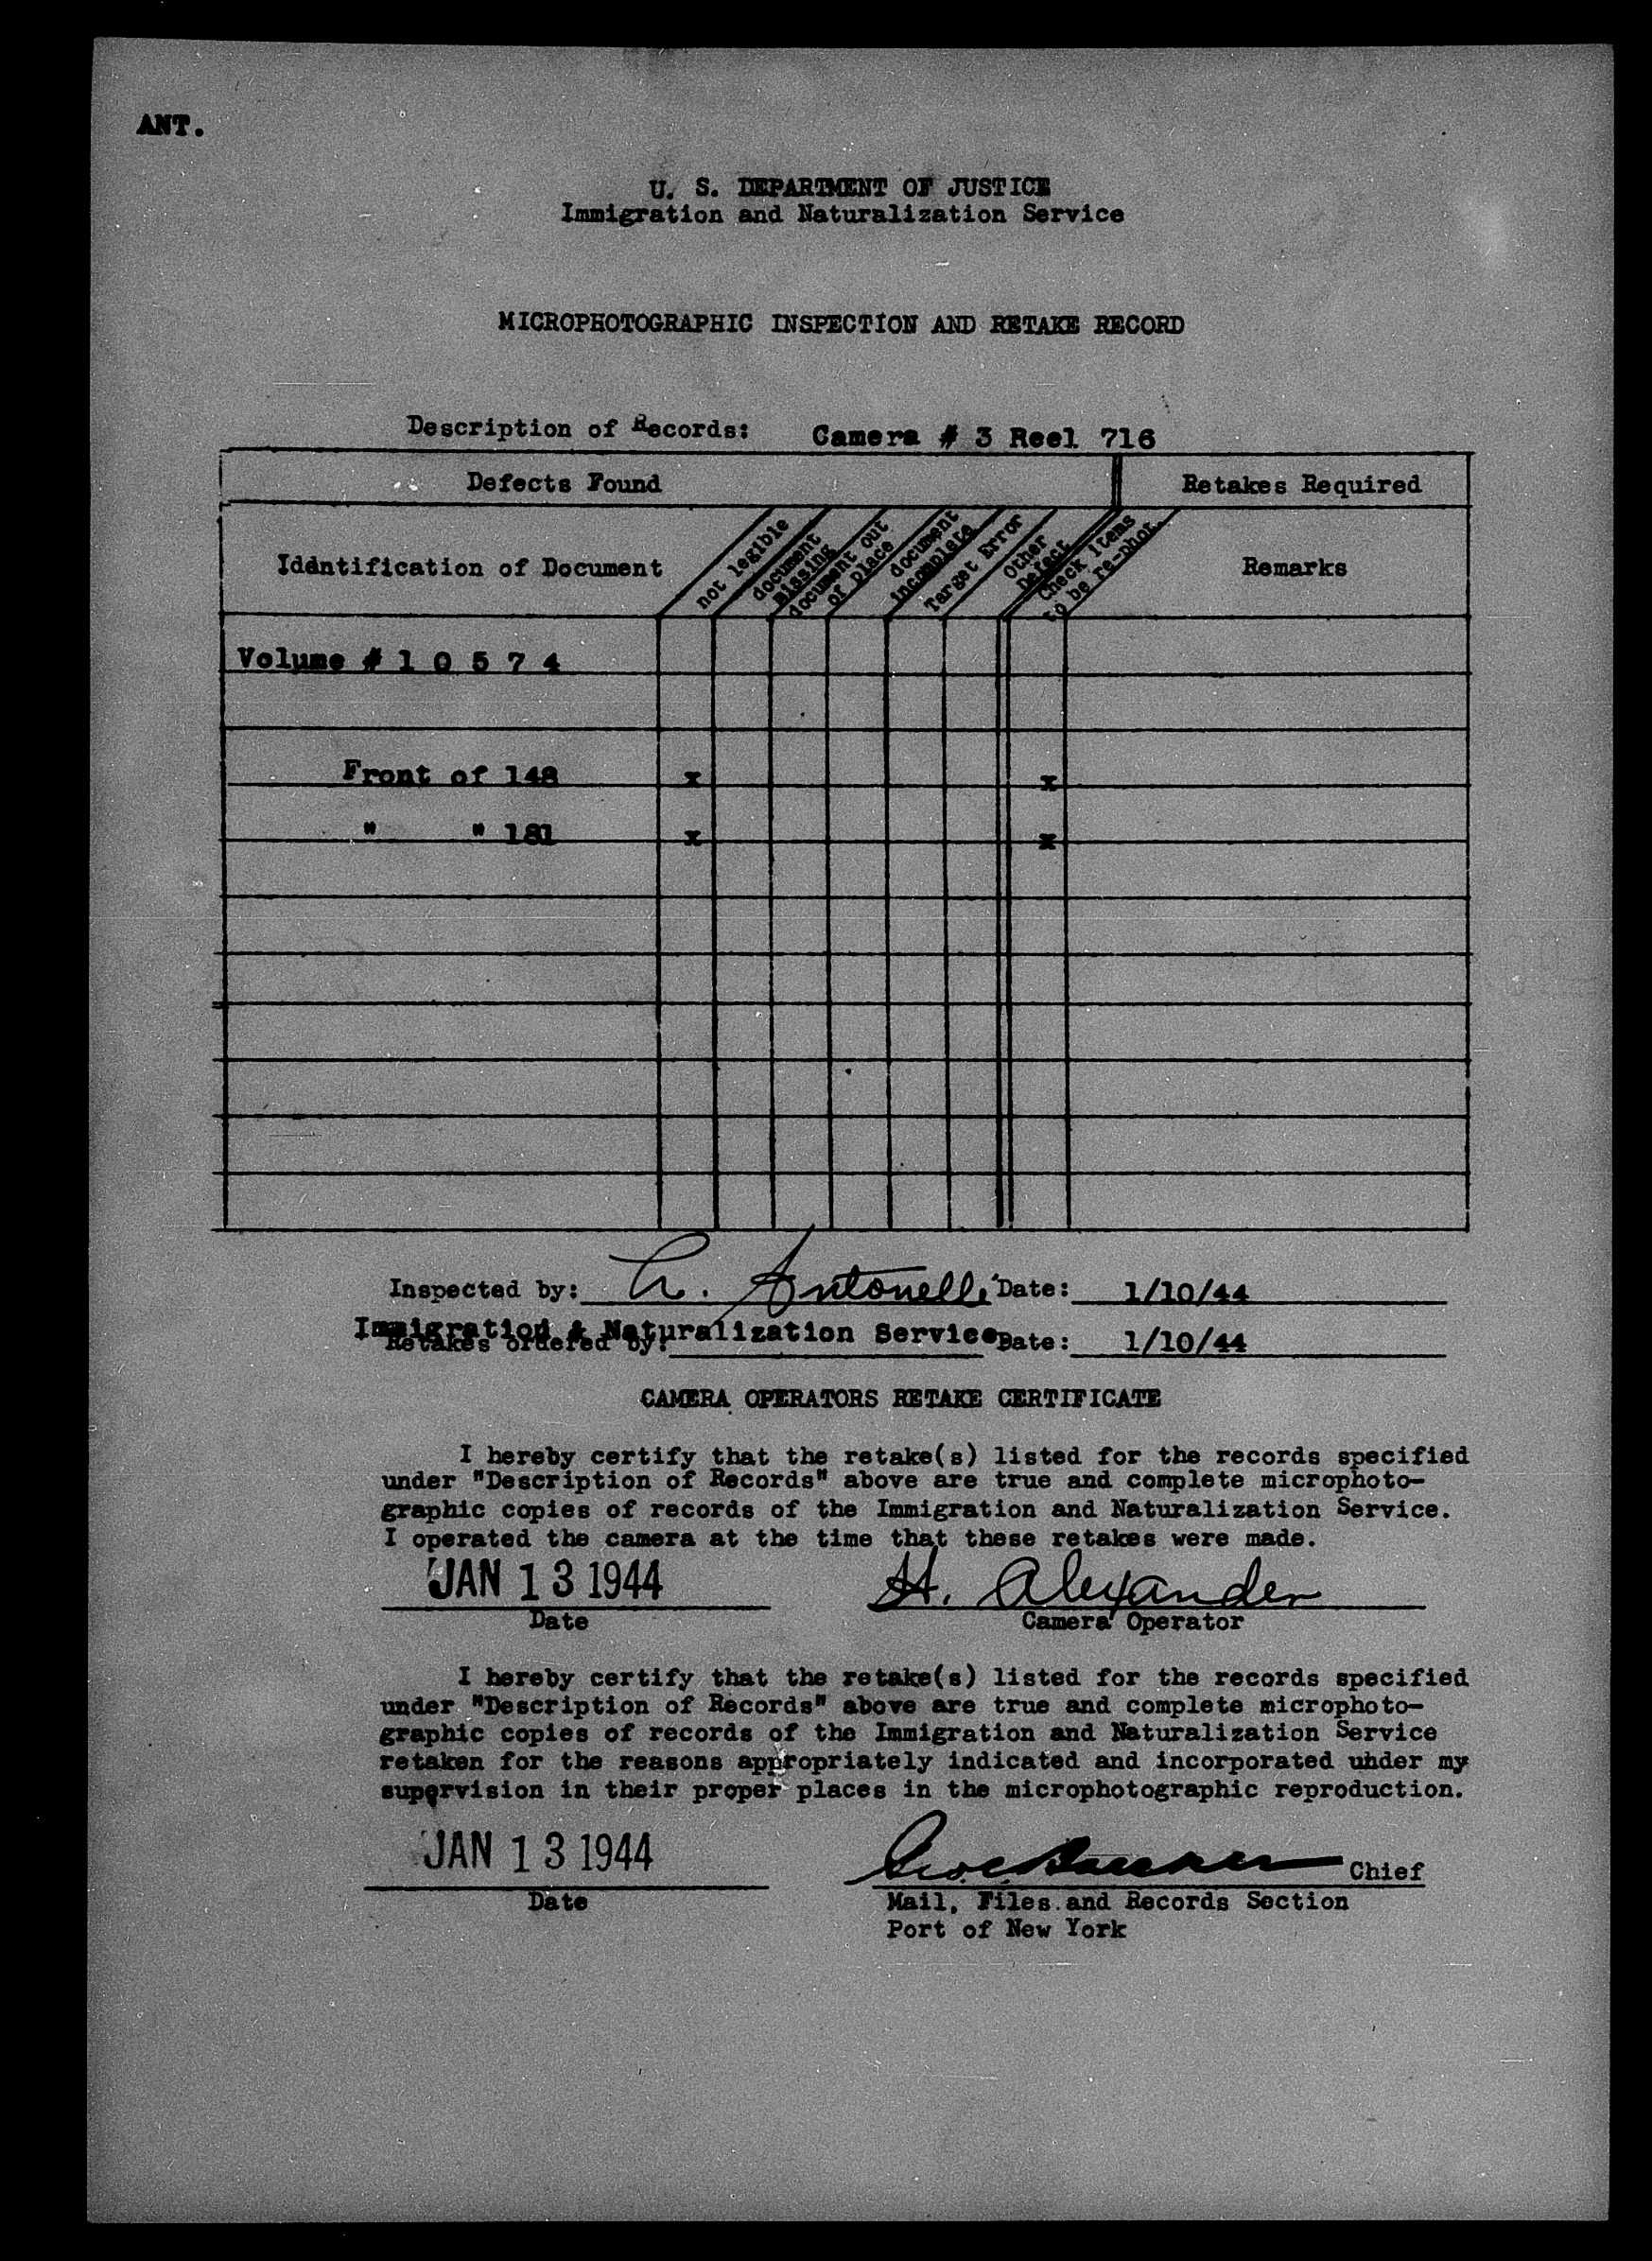 ANT.
U. S. DEPARTMENT OF JUSTICE
Immigration and Naturalization Service
MICROPHOTOGRAPHIC INSPECTION AND RETAKE RECORD
Description of Records: Camera # 3 Reel 716
Defects Found Retakes Required
Identification of Document not legible document missing document out of place document incomplete Target Error Other Defect Check items to be re-phot. Remarks
Volume # 1 0 5 7 4
Front of 148 x x
" " 181 x x
Inspected by: Antonelli Date: 1/10/44
Immigration & Naturalization Service
Retakes ordered by: Date: 1/10/44
CAMERA OPERATORS RETAKE CERTIFICATE
I hereby certify that the retake(s) listed for the records specified
under "Description of Records" above are true and complete microphoto-
graphic copies of records of the Immigration and Naturalization Service.
I operated the camera at the time that these retakes were made.
JAN 13 1944 H. Alexander
Date Camera Operator
I hereby certify that the retake(s) listed for the records specified
under "Description of Records" above are true and complete microphoto-
graphic copies of records of the Immigration and Naturalization Service
retaken for the reasons appropriately indicated and incorporated under my
supervision in their proper places in the microphotographic reproduction.
JAN 13 1944 Chief
Date Mail, Files and Records Section
Port of New York